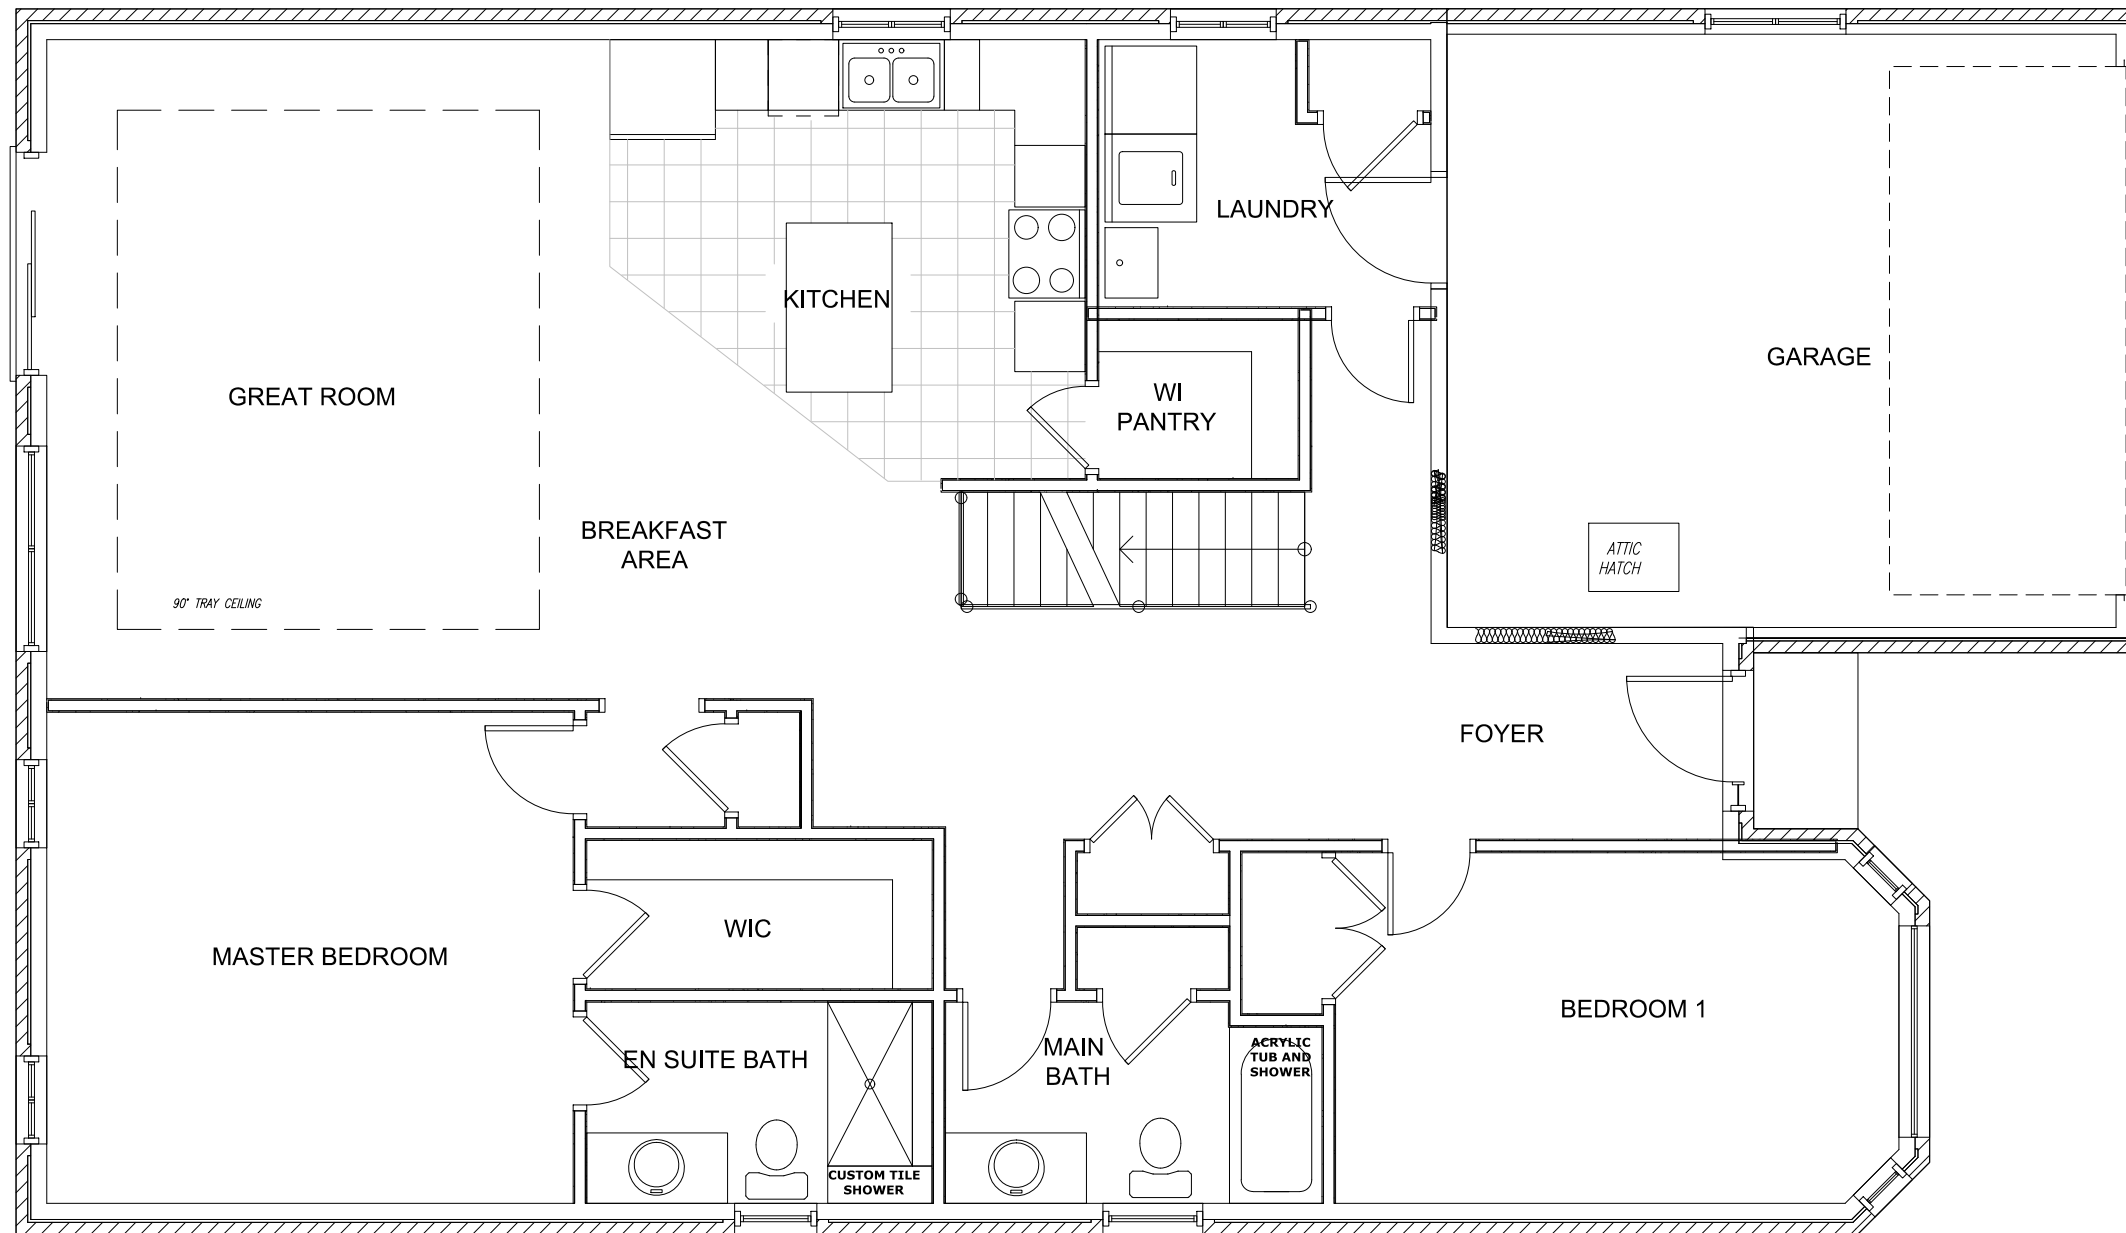 LAUNDRY
KITCHEN
GARAGE
GREAT ROOM
WI
PANTRY
BREAKFAST
AREA
ATTIC
HATCH
90" TRAY CEILING
FOYER
WIC
MASTER BEDROOM
BEDROOM 1
EN SUITE BATH
MAIN
BATH
ACRYLIC
TUB AND
SHOWER
CUSTOM TILE
SHOWER